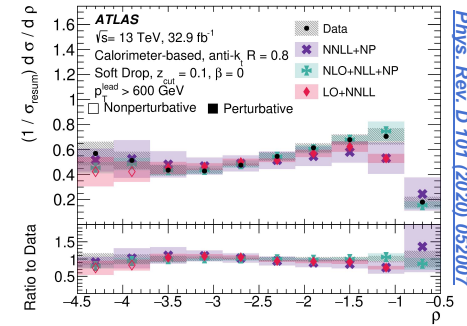 ATLAS
√s= 13 TeV, 32.9 fb⁻¹
Calorimeter-based, anti-kₜ R = 0.8
Soft Drop, z_cut = 0.1, β = 0
p_T^lead > 600 GeV
Nonperturbative Perturbative
Data
NNLL+NP
NLO+NLL+NP
LO+NNLL
(1 / σ_resum) d σ / d ρ
1.6
1.4
1.2
1
0.8
0.6
0.4
0.2
Ratio to Data
1.5
1
0.5
−4.5 −4 −3.5 −3 −2.5 −2 −1.5 −1 −0.5
ρ
Phys. Rev. D 101 (2020) 052007